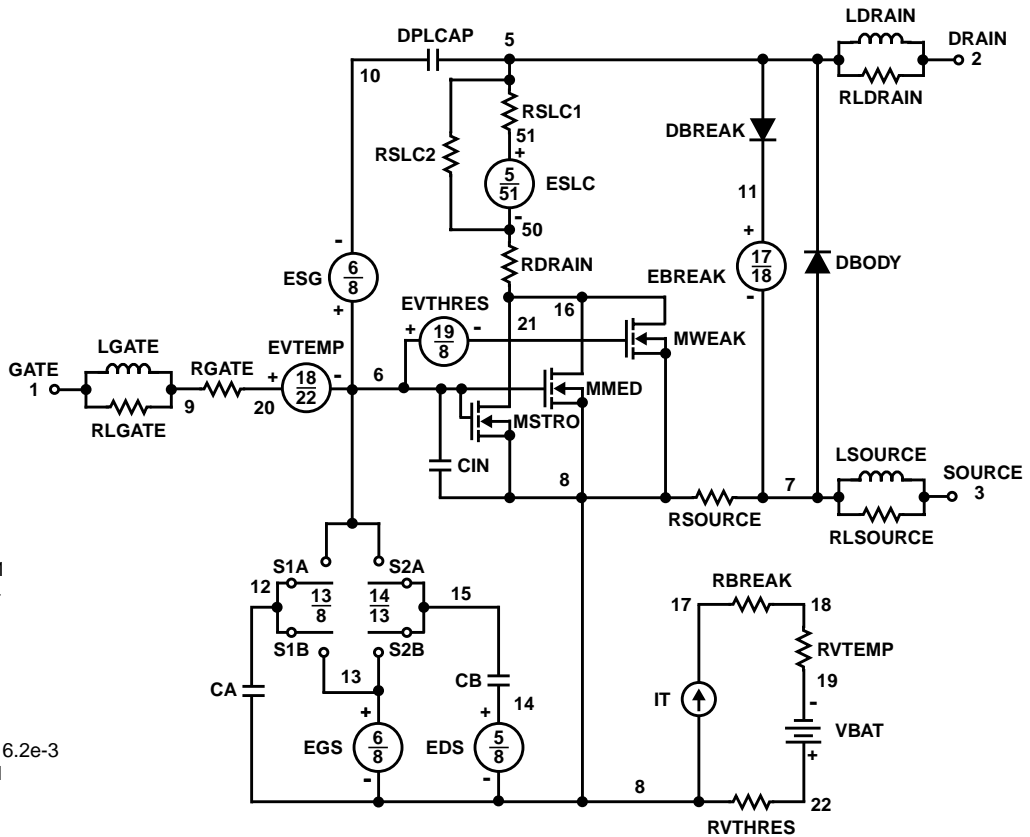 LDRAIN
DPLCAP 5 DRAIN
2
10
RLDRAIN
RSLC1
51
DBREAK
RSLC2
+
5
51
ESLC
11
-
50
- +
RDRAIN
17
18
ESG 6
8
EBREAK DBODY
+
EVTHRES
16
-
+ 19
8
- 21
MWEAK
LGATE EVTEMP
GATE
1
RGATE + 18
22
- 6
MMED
9 20
RLGATE
MSTRO
LSOURCE
CIN 8 7 SOURCE
3
RSOURCE
RLSOURCE
S1A S2A
12 13
8
14
13
15
RBREAK
17 18
S1B S2B
RVTEMP
13
CA CB 19
14 IT -
+ +
VBAT
EGS 6
8
EDS 5
8
6.2e-3
+
- -
8 22
RVTHRES